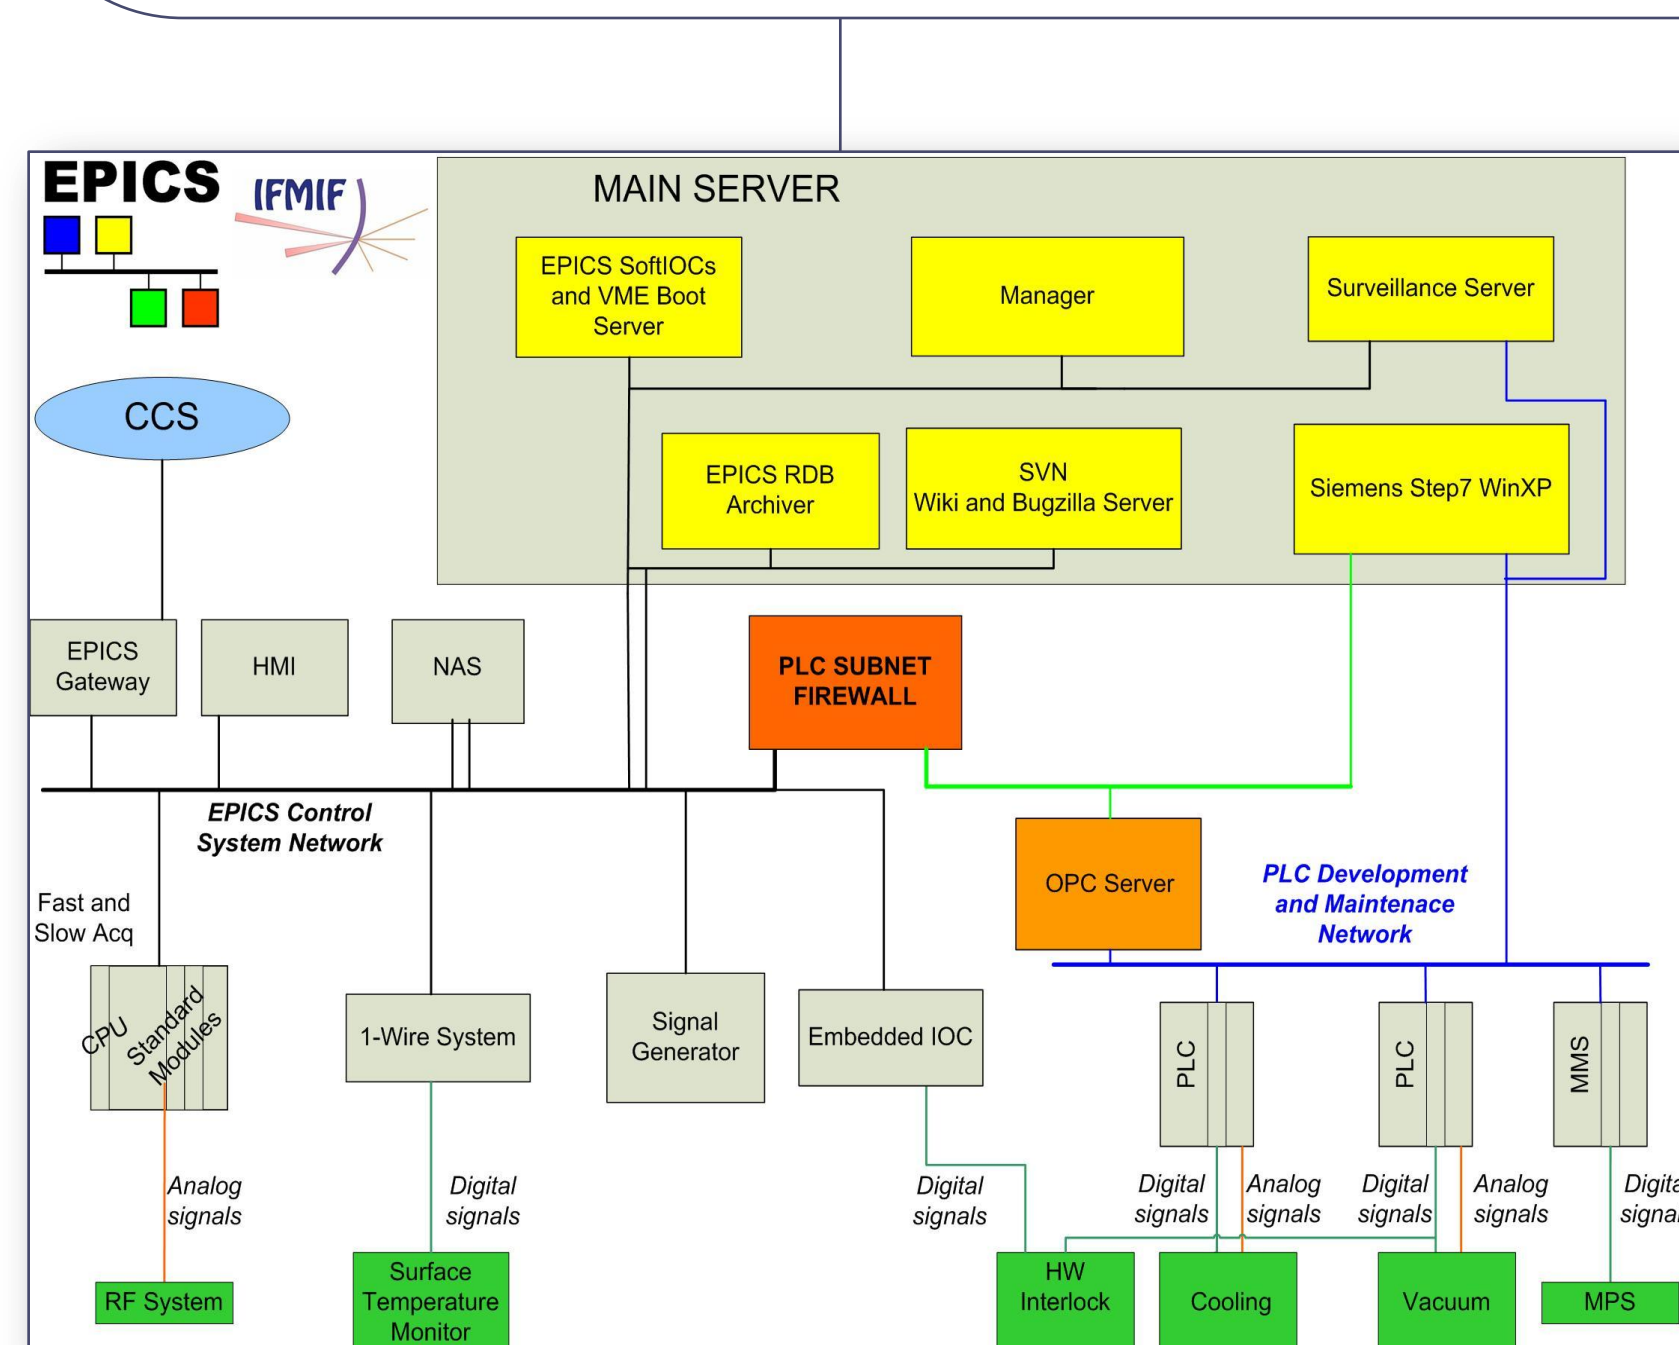 EPICS
IFMIF
MAIN SERVER
EPICS SoftIOCs
and VME Boot
Server
Manager
Surveillance Server
CCS
EPICS RDB
Archiver
SVN
Wiki and Bugzilla Server
Siemens Step7 WinXP
EPICS
Gateway
HMI
NAS
PLC SUBNET
FIREWALL
EPICS Control
System Network
OPC Server
PLC Development
and Maintenace
Network
Fast and
Slow Acq
CPU
Standard
Modules
1-Wire System
Signal
Generator
Embedded IOC
PLC
PLC
MMS
Analog
signals
Digital
signals
Digital
signals
Digital
signals
Analog
signals
Digital
signals
Analog
signals
Digita
signal
RF System
Surface
Temperature
Monitor
HW
Interlock
Cooling
Vacuum
MPS